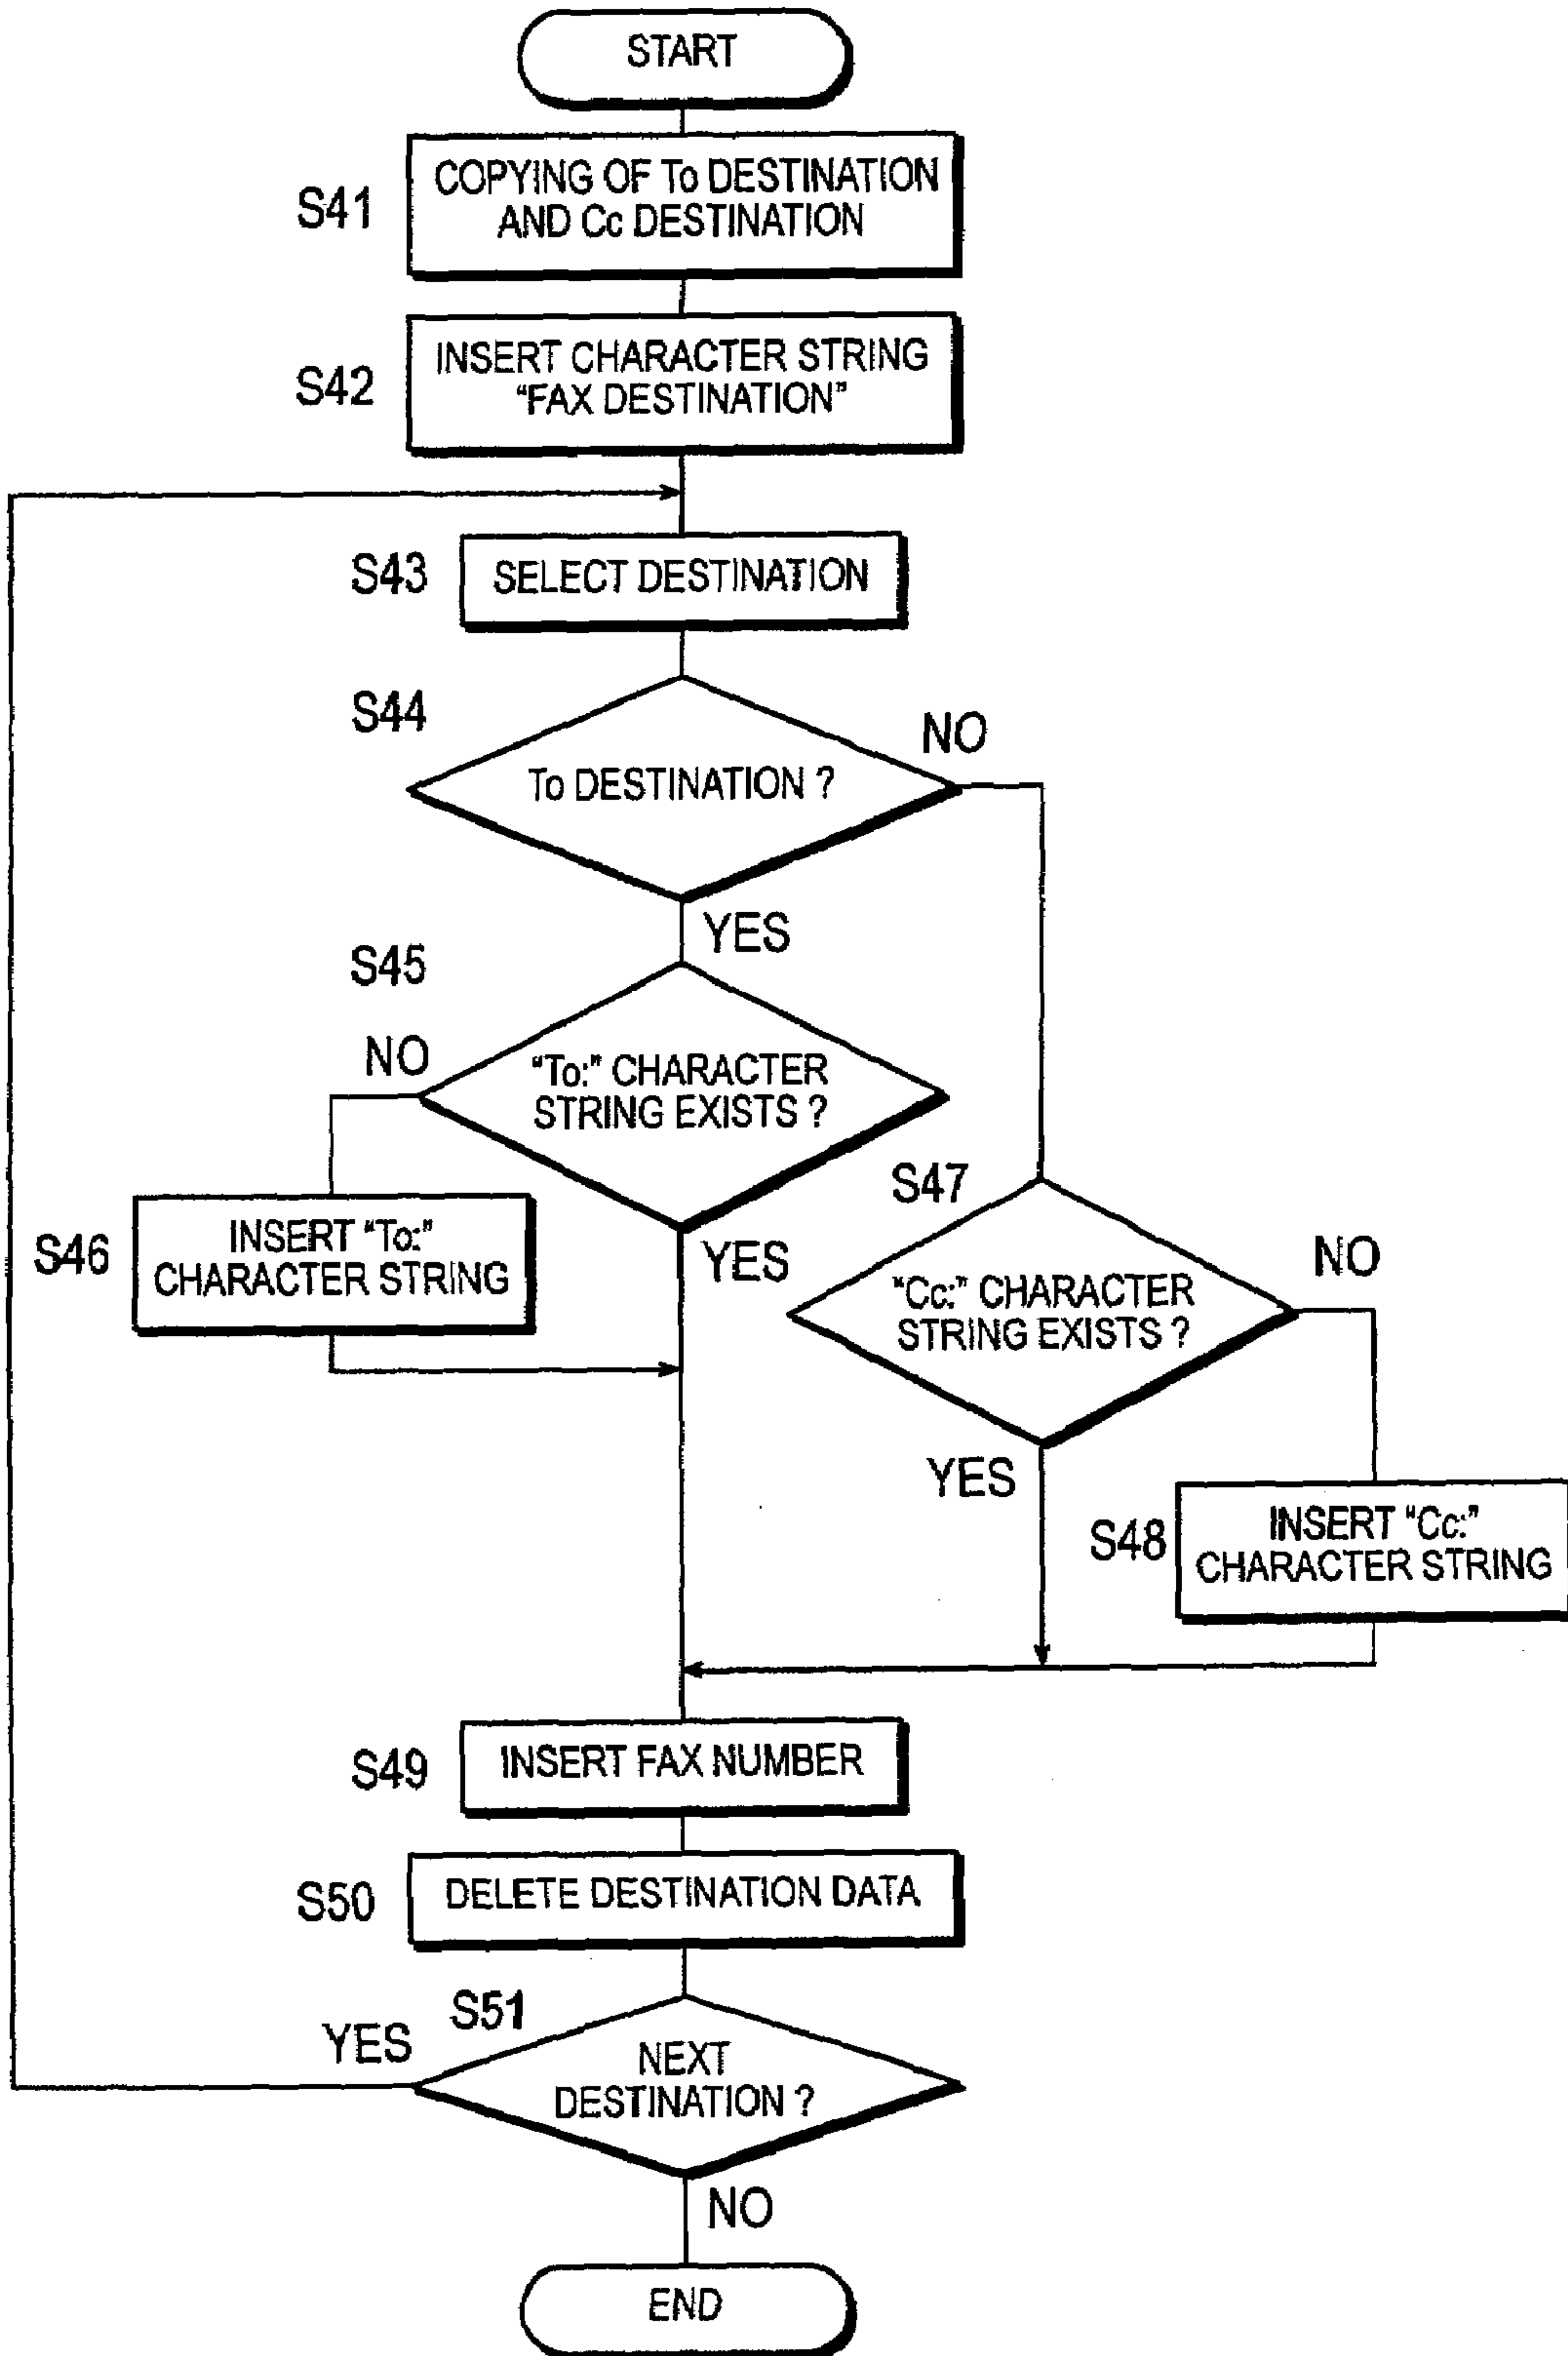 START
S41
COPYING OF To DESTINATION
AND Cc DESTINATION
S42
INSERT CHARACTER STRING
“FAX DESTINATION”
S43
SELECT DESTINATION
S44
To DESTINATION ?
NO
YES
S45
“To:” CHARACTER
STRING EXISTS ?
NO
YES
S46
INSERT “To:”
CHARACTER STRING
S47
“Cc:” CHARACTER
STRING EXISTS ?
NO
YES
S48
INSERT “Cc:”
CHARACTER STRING
S49
INSERT FAX NUMBER
S50
DELETE DESTINATION DATA
S51
NEXT
DESTINATION ?
YES
NO
END